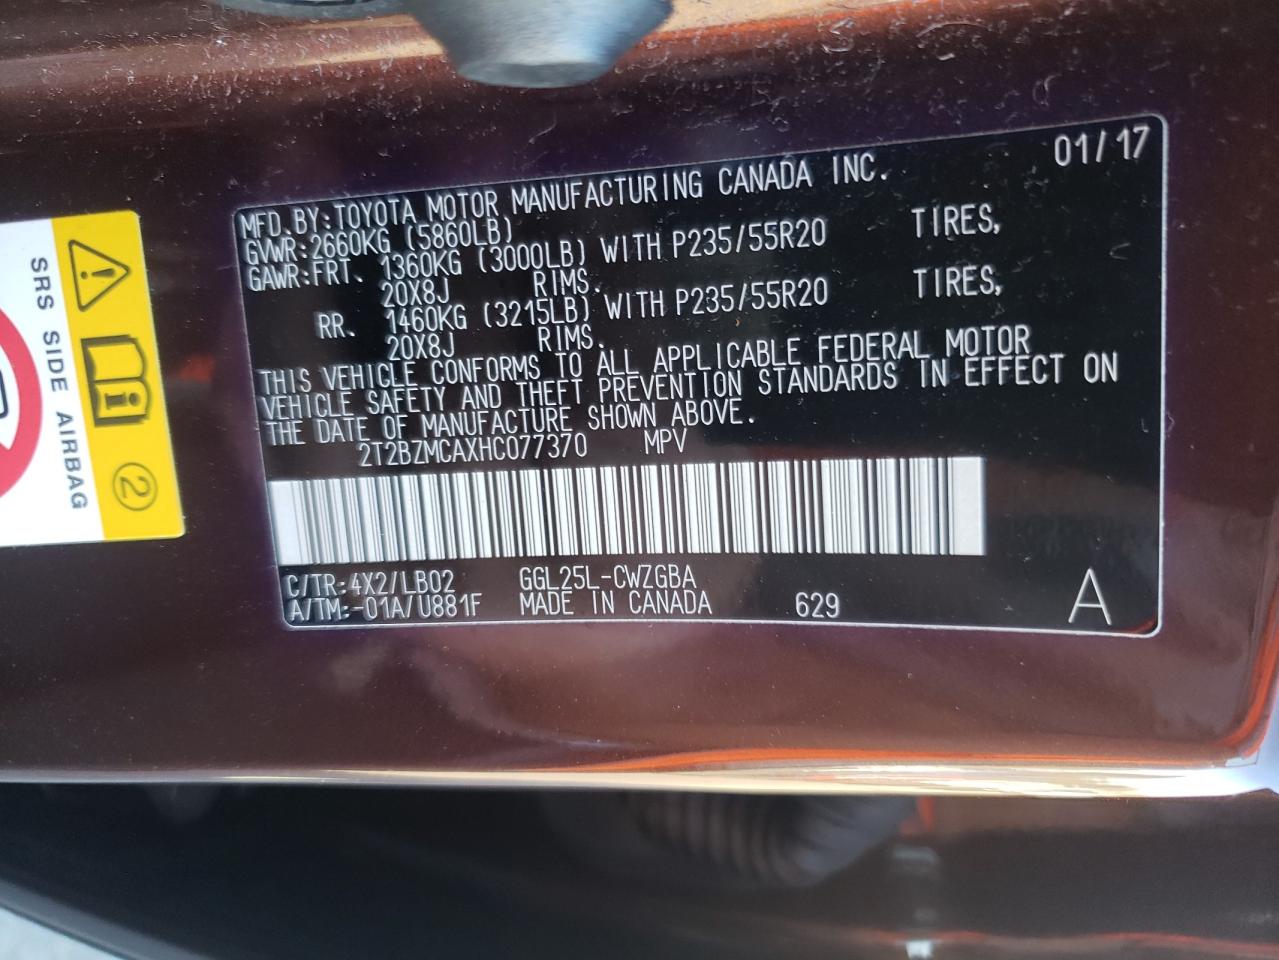 01/17
MFD.BY:TOYOTA MOTOR MANUFACTURING CANADA INC.
GVWR:2660KG (5860LB)
GAWR:FRT. 1360KG (3000LB) WITH P235/55R20 TIRES,
20X8J RIMS.
RR. 1460KG (3215LB) WITH P235/55R20 TIRES,
20X8J RIMS.
THIS VEHICLE CONFORMS TO ALL APPLICABLE FEDERAL MOTOR
VEHICLE SAFETY AND THEFT PREVENTION STANDARDS IN EFFECT ON
THE DATE OF MANUFACTURE SHOWN ABOVE.
2T2BZMCAXHC077370 MPV
C/TR:4X2/LB02 GGL25L-CWZGBA
A/TM:-01A/U881F MADE IN CANADA 629 A
SRS SIDE AIRBAG
2